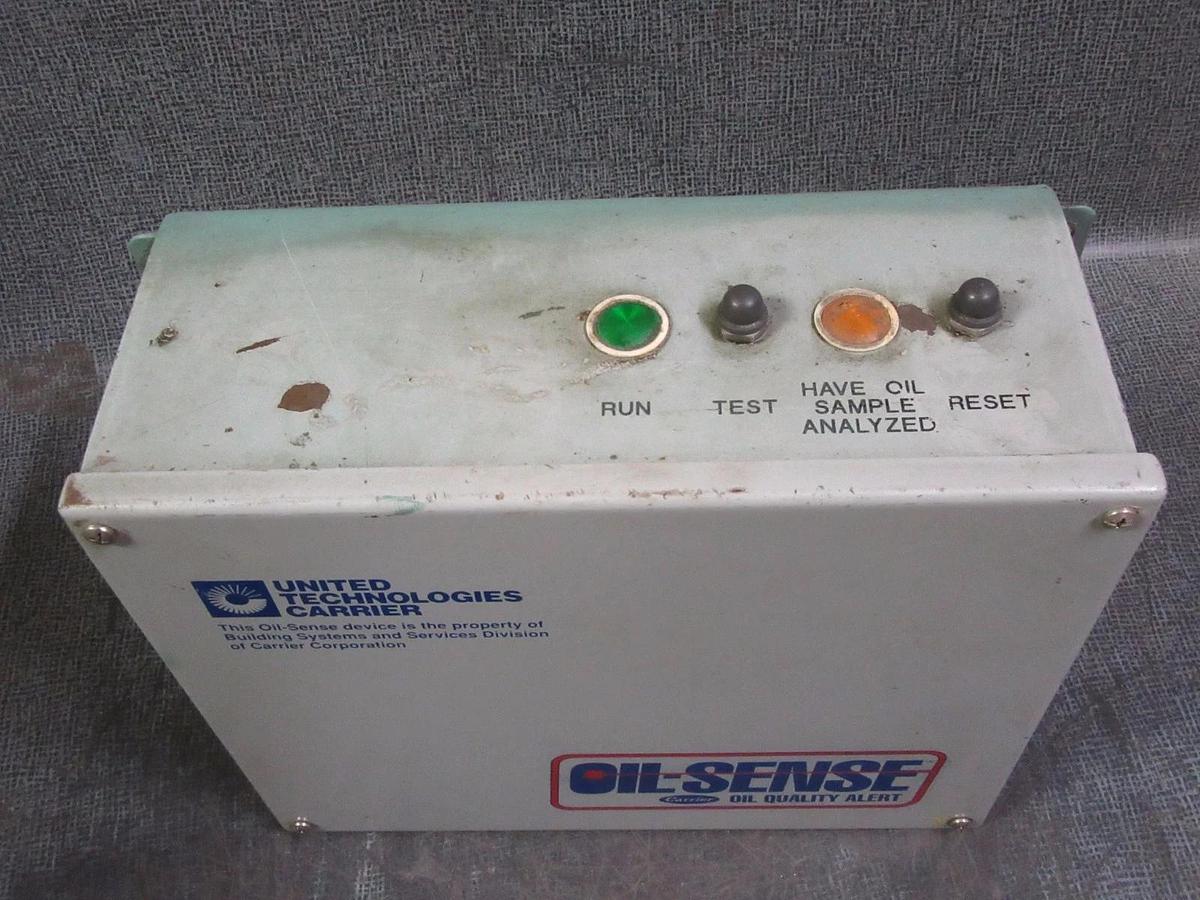 RUN
TEST
HAVE OIL
SAMPLE
ANALYZED
RESET
UNITED
TECHNOLOGIES
CARRIER
This Oil-Sense device is the property of
Building Systems and Services Division
of Carrier Corporation
OIL-SENSE
Carrier OIL QUALITY ALERT